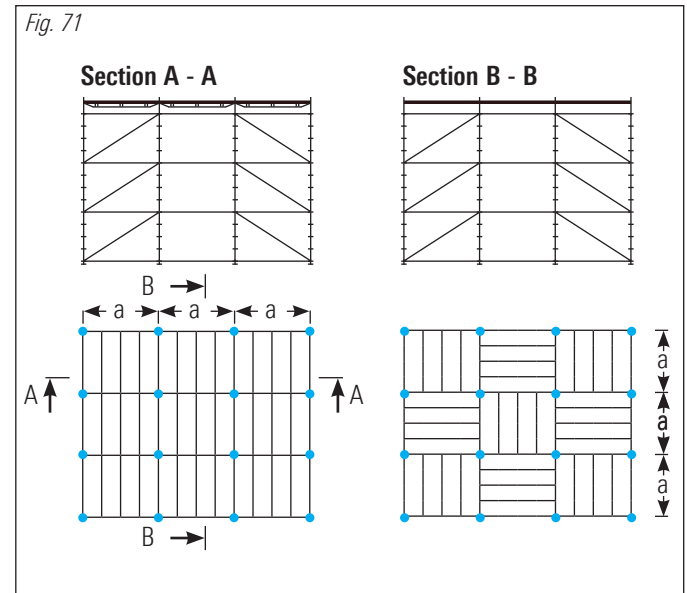 Fig. 71
Section A - A
Section B - B
B
a a a
A A
B
a
a
a